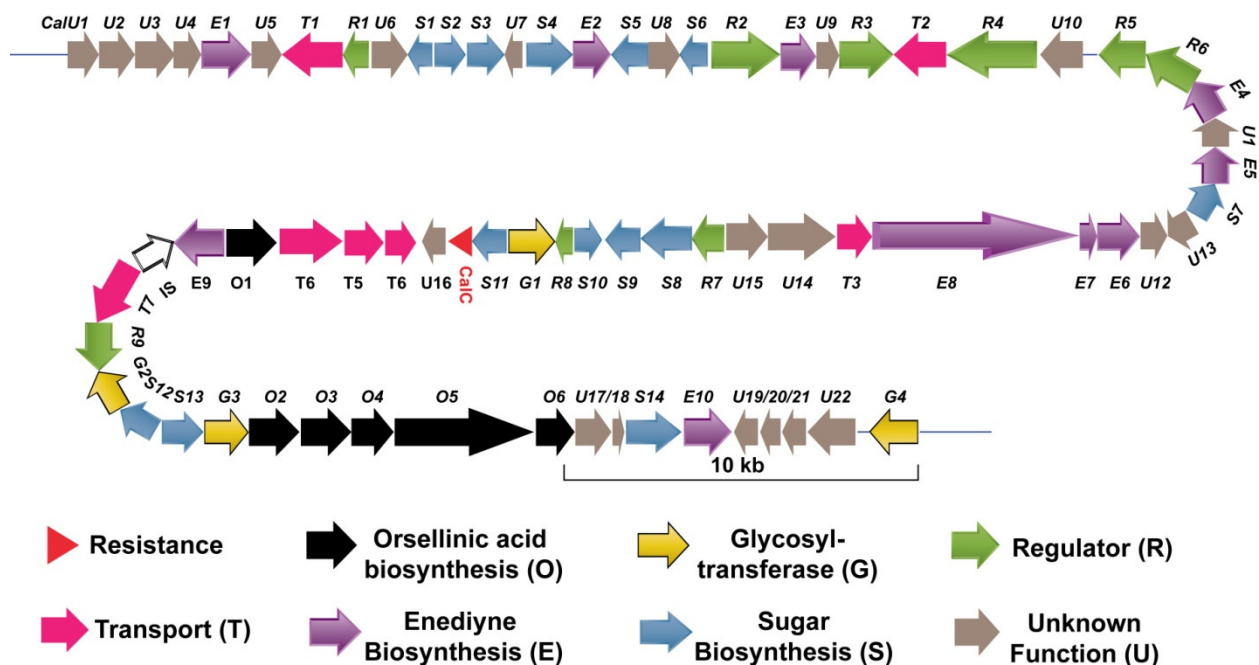 CalU1 U2 U3 U4 E1 U5 T1 R1 U6 S1 S2 S3 U7 S4 E2 S5 U8 S6 R2 E3 U9 R3 T2 R4 U10 R5
R6
E4
U1
E5
S7
U13
E9 O1 T6 T5 T6 U16 CalC S11 G1 R8 S10 S9 S8 R7 U15 U14 T3 E8 E7 E6 U12
IS
T7
R9
G2 S12 S13 G3 O2 O3 O4 O5 O6 U17/18 S14 E10 U19/20/21 U22 G4
10 kb
Resistance
Orsellinic acid
biosynthesis (O)
Glycosyl-
transferase (G)
Regulator (R)
Transport (T)
Enediyne
Biosynthesis (E)
Sugar
Biosynthesis (S)
Unknown
Function (U)